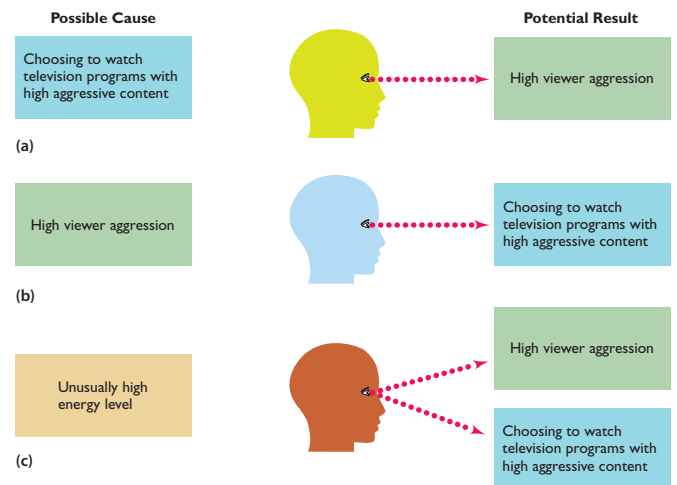 Possible Cause
Potential Result
Choosing to watch
television programs with
high aggressive content
High viewer aggression
(a)
High viewer aggression
Choosing to watch
television programs with
high aggressive content
(b)
Unusually high
energy level
High viewer aggression
Choosing to watch
television programs with
high aggressive content
(c)